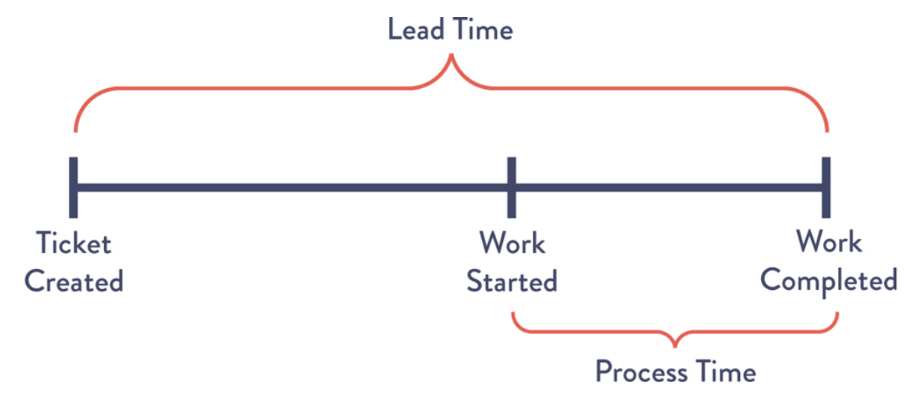 Lead Time
Ticket
Created
Work
Started
Work
Completed
Process Time